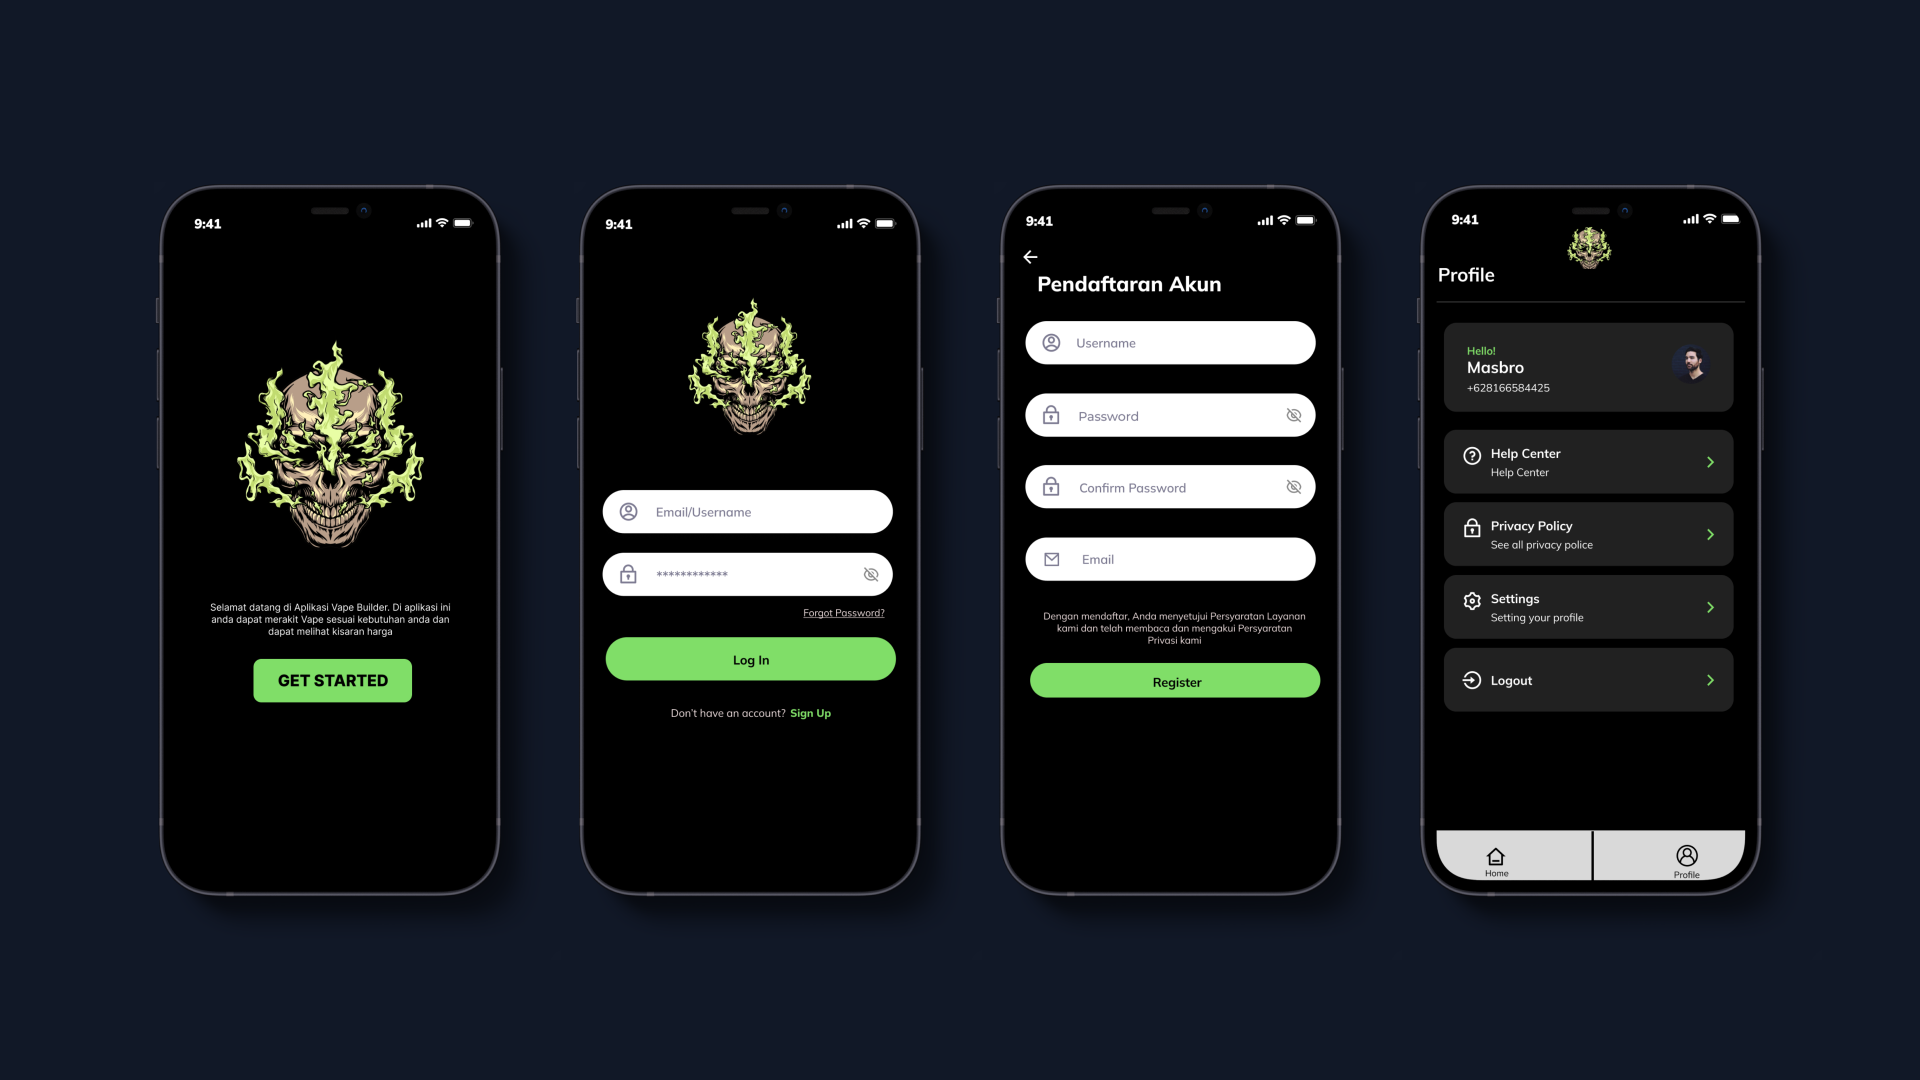 9:41
Selamat datang di Aplikasi Vape Builder. Di aplikasi ini
anda dapat merakit Vape sesuai kebutuhan anda dan
dapat melihat kisaran harga
GET STARTED
9:41
Email/Username
************
Forgot Password?
Log In
Don't have an account? Sign Up
9:41
Pendaftaran Akun
Username
Password
Confirm Password
Email
Dengan mendaftar, Anda menyetujui Persyaratan Layanan
kami dan telah membaca dan mengakui Persyaratan
Privasi kami
Register
9:41
Profile
Hello!
Masbro
+628166584425
Help Center
Help Center
Privacy Policy
See all privacy police
Settings
Setting your profile
Logout
Home
Profile